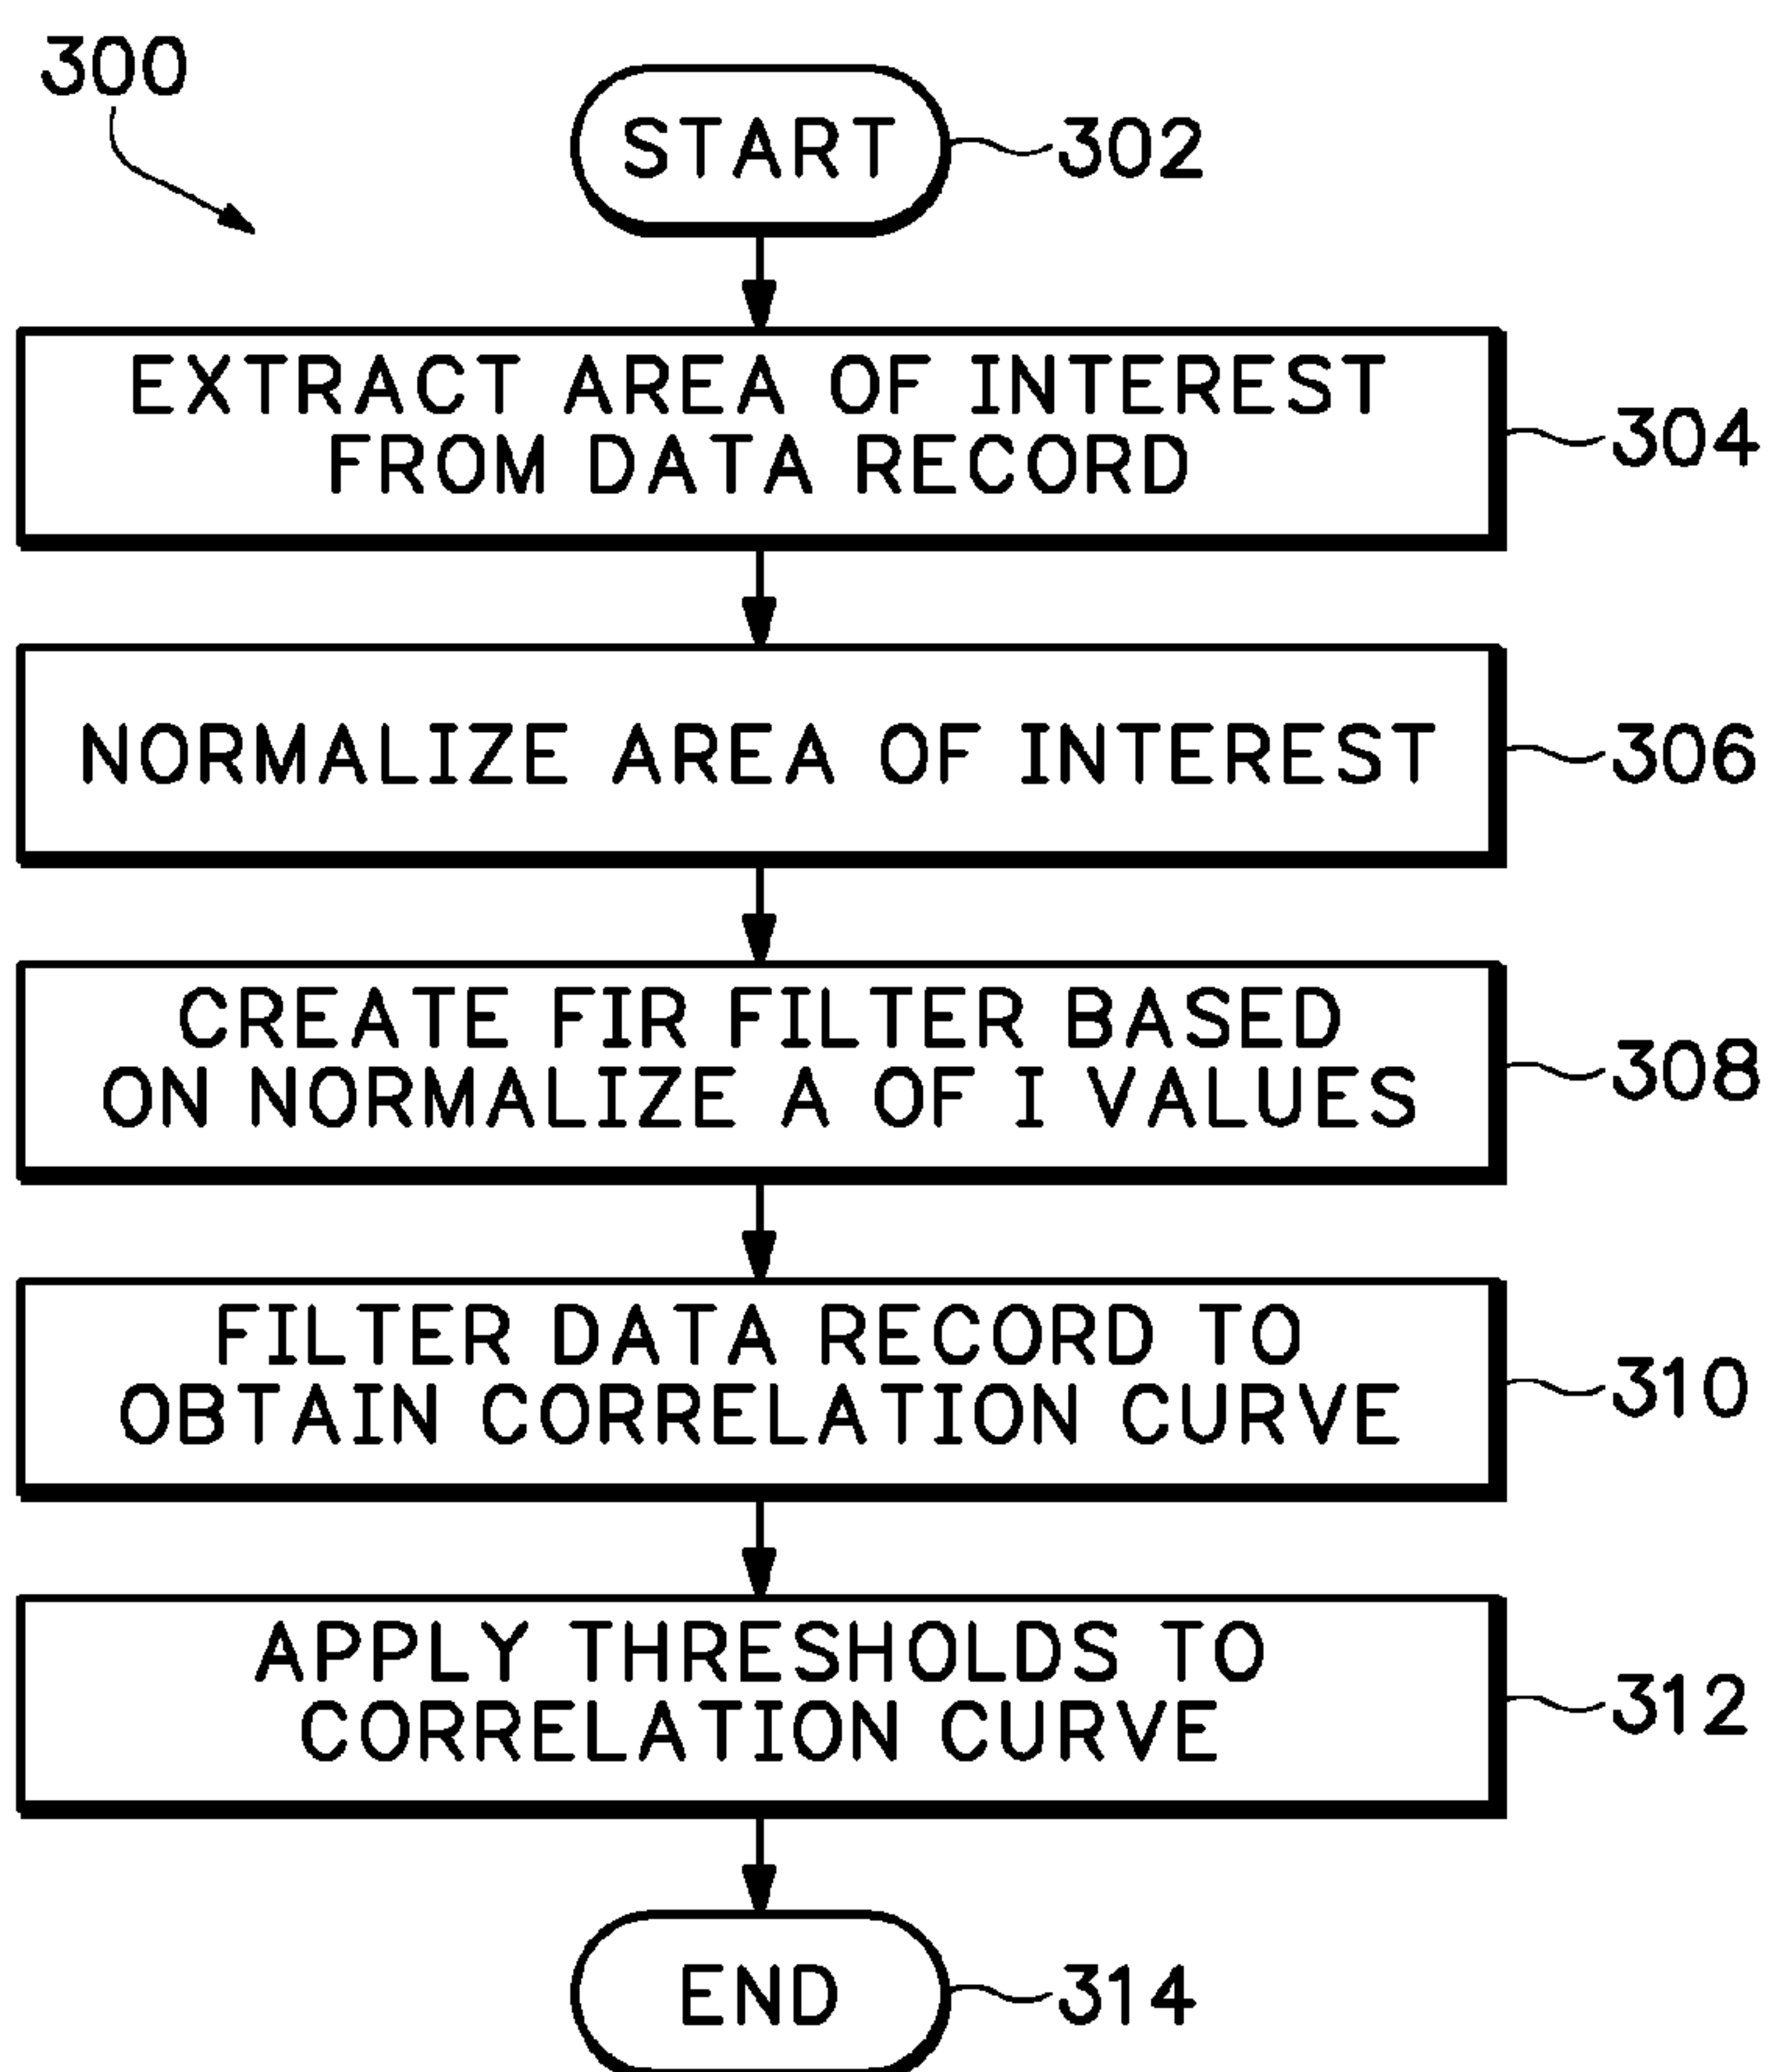 300
START
302
EXTRACT AREA OF INTEREST
FROM DATA RECORD
304
NORMALIZE AREA OF INTEREST
306
CREATE FIR FILTER BASED
ON NORMALIZE A OF I VALUES
308
FILTER DATA RECORD TO
OBTAIN CORRELATION CURVE
310
APPLY THRESHOLDS TO
CORRELATION CURVE
312
END
314